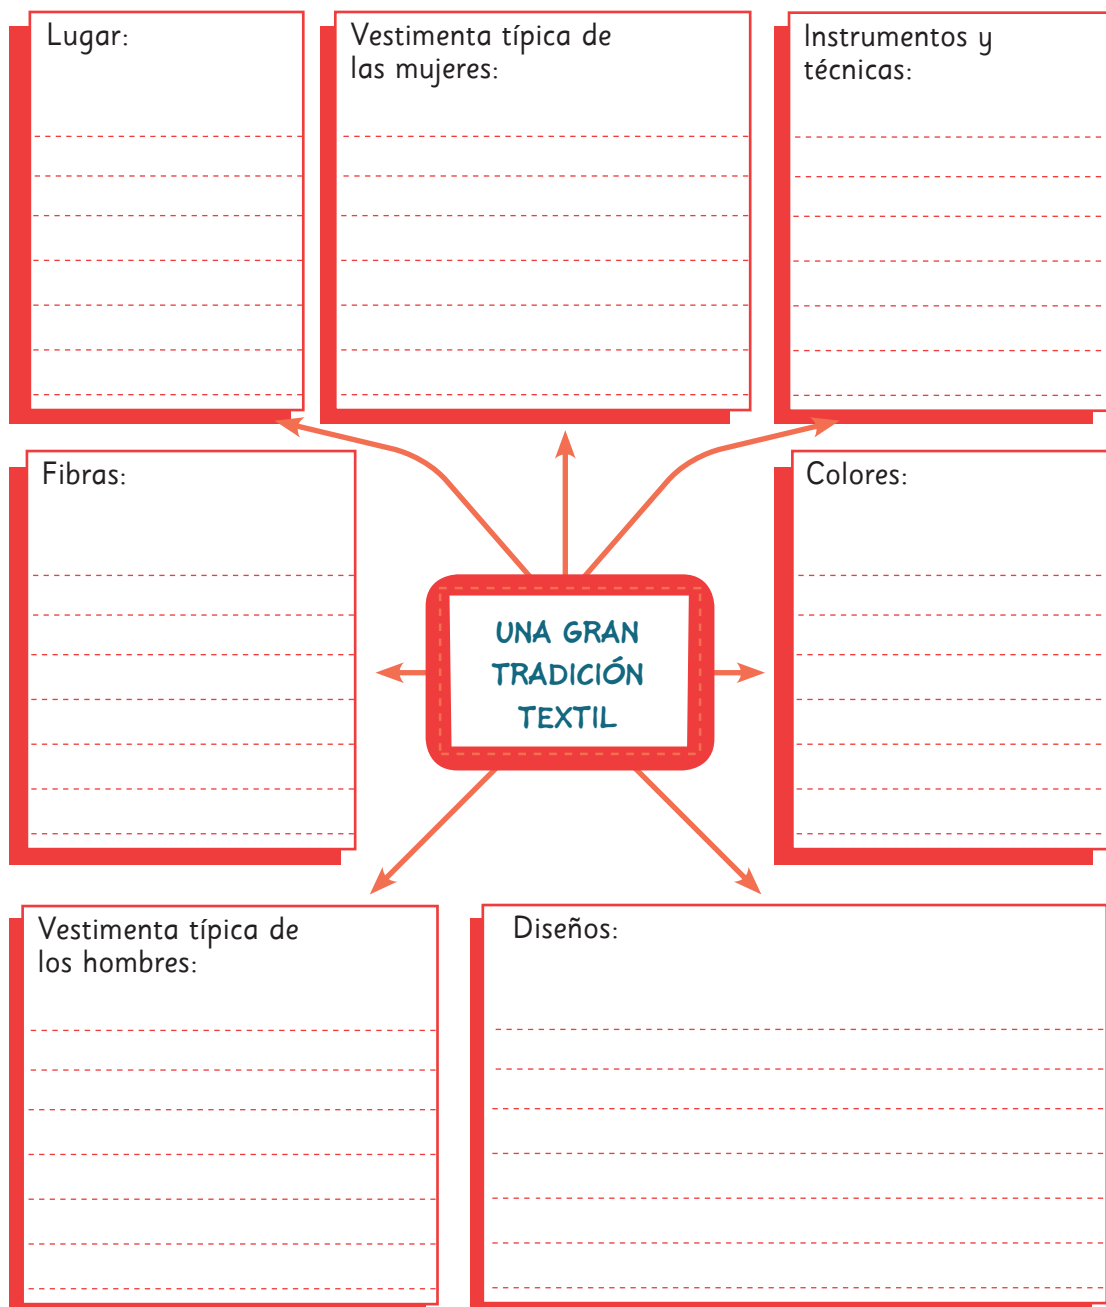 Lugar:
Vestimenta típica de
las mujeres:
Instrumentos y
técnicas:
Fibras:
Colores:
UNA GRAN
TRADICIÓN
TEXTIL
Vestimenta típica de
los hombres:
Diseños: